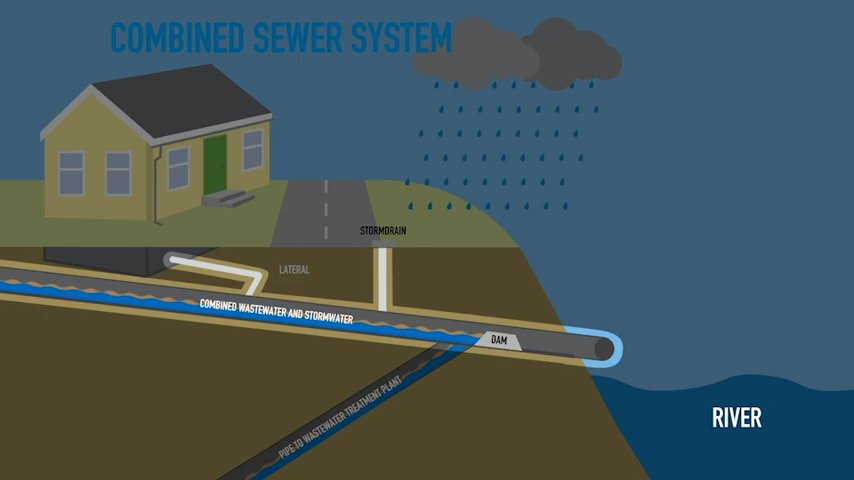 COMBINED SEWER SYSTEM
STORMDRAIN
LATERAL
COMBINED WASTEWATER AND STORMWATER
DAM
PIPE TO WASTEWATER TREATMENT PLANT
RIVER